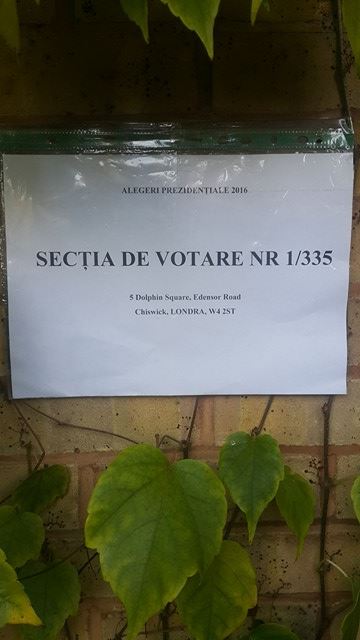 ALEGERI PREZIDENȚIALE 2016
SECȚIA DE VOTARE NR 1/335
5 Dolphin Square, Edensor Road
Chiswick, LONDRA, W4 2ST